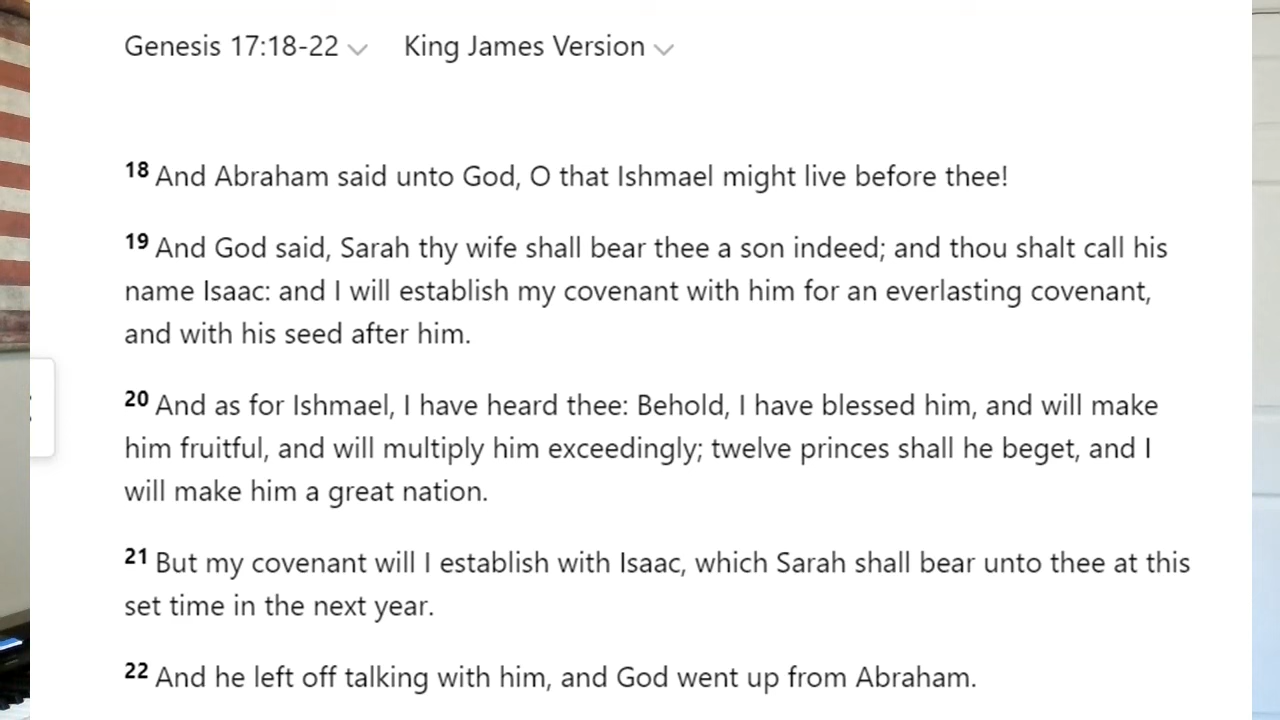 Genesis 17:18-22 King James Version
18 And Abraham said unto God, O that Ishmael might live before thee!
19 And God said, Sarah thy wife shall bear thee a son indeed; and thou shalt call his
name Isaac: and I will establish my covenant with him for an everlasting covenant,
and with his seed after him.
20 And as for Ishmael, I have heard thee: Behold, I have blessed him, and will make
him fruitful, and will multiply him exceedingly; twelve princes shall he beget, and I
will make him a great nation.
21 But my covenant will I establish with Isaac, which Sarah shall bear unto thee at this
set time in the next year.
22 And he left off talking with him, and God went up from Abraham.